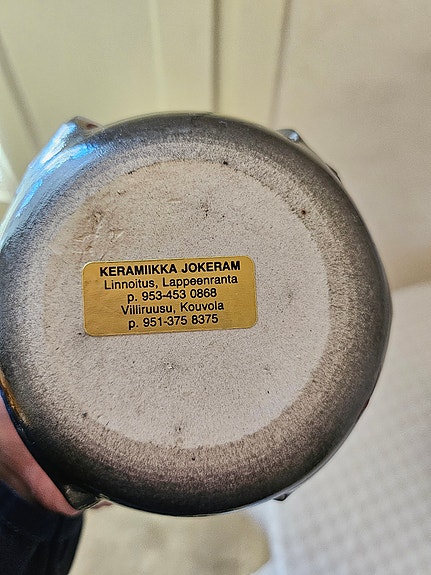 KERAMIIKKA JOKERAM
Linnoitus, Lappeenranta
p. 953-453 0868
Villiruusu, Kouvola
p. 951-375 8375